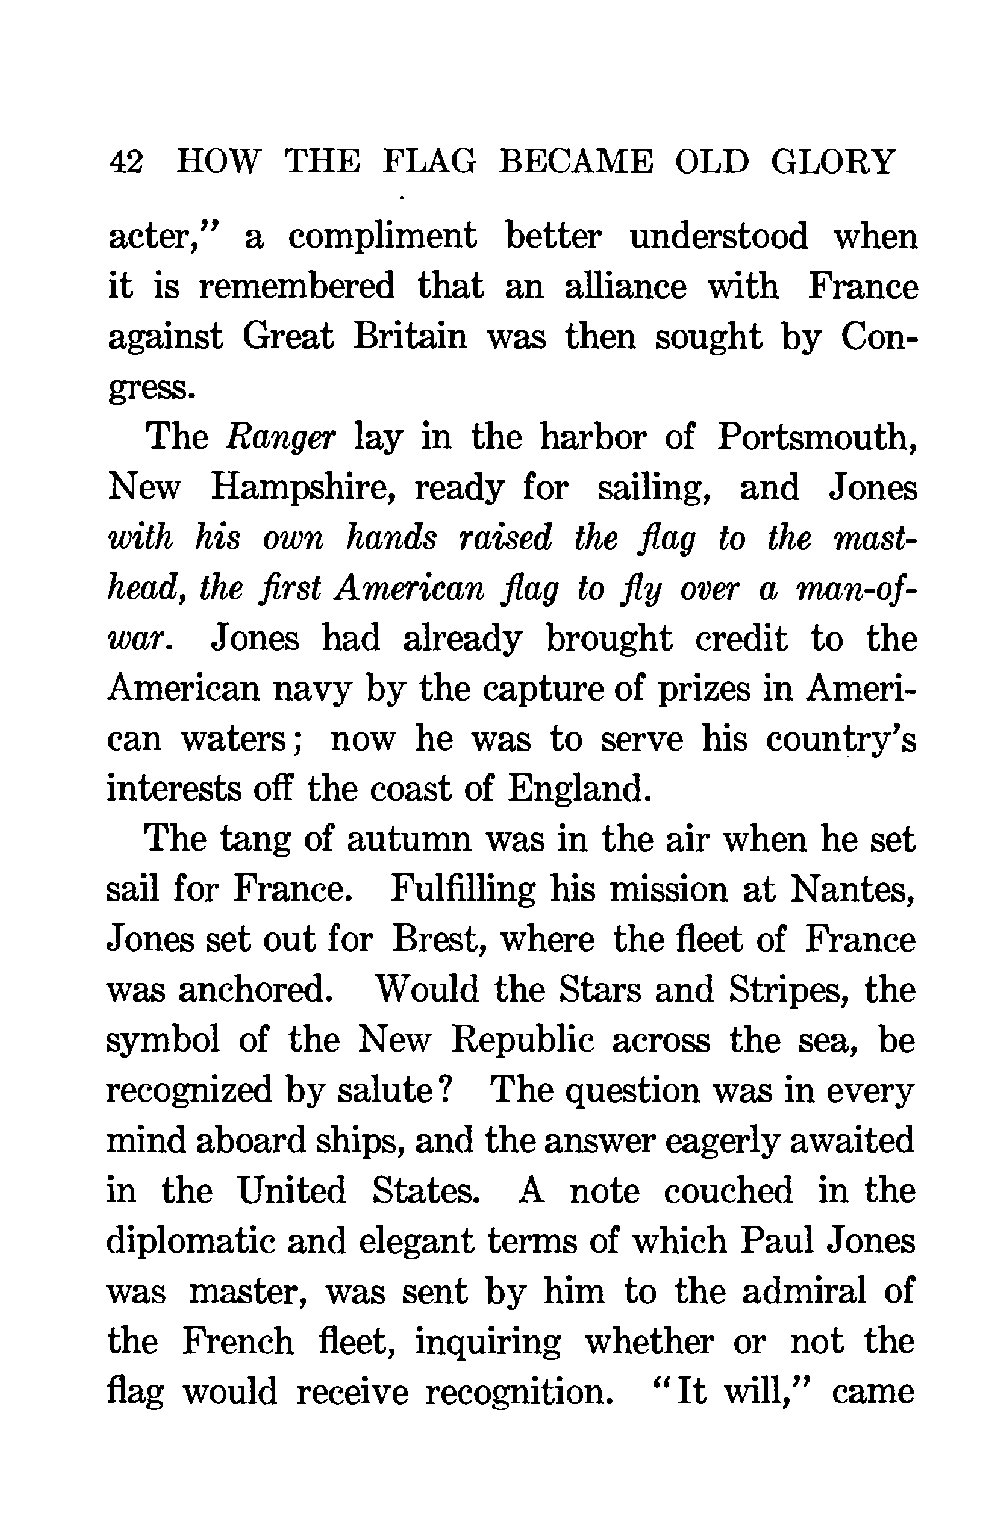 42 HOW THE FLAG BECAME OLD GLORY
acter,” a compliment better understood when
it is remembered that an alliance with France
against Great Britain was then sought by Con-
gress.
The Ranger lay in the harbor of Portsmouth,
New Hampshire, ready for sailing, and Jones
with his own hands raised the flag to the mast-
head, the first American flag to fly over a man-of-
war. Jones had already brought credit to the
American navy by the capture of prizes in Ameri-
can waters; now he was to serve his country’s
interests off the coast of England.
The tang of autumn was in the air when he set
sail for France. Fulfilling his mission at Nantes,
Jones set out for Brest, where the fleet of France
was anchored. Would the Stars and Stripes, the
symbol of the New Republic across the sea, be
recognized by salute? The question was in every
mind aboard ships, and the answer eagerly awaited
in the United States. A note couched in the
diplomatic and elegant terms of which Paul Jones
was master, was sent by him to the admiral of
the French fleet, inquiring whether or not the
flag would receive recognition. “It will,” came